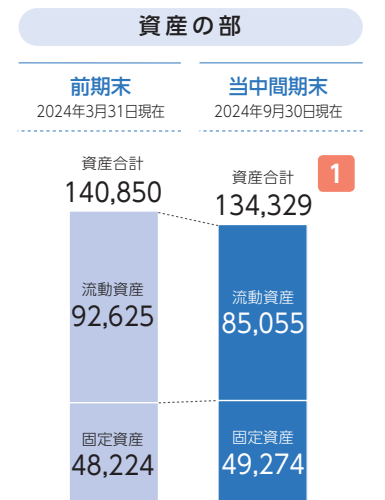 資産の部
前期末
2024年3月31日現在
当中間期末
2024年9月30日現在
資産合計
140,850
資産合計
134,329
1
流動資産
92,625
流動資産
85,055
固定資産
48,224
固定資産
49,274